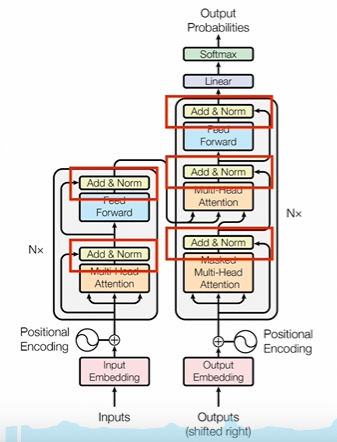 Output
Probabilities
Softmax
Linear
Add & Norm
Feed
Forward
Add & Norm
Multi-Head
Attention
Add & Norm
Masked
Multi-Head
Attention
Nx
Add & Norm
Feed
Forward
Add & Norm
Multi-Head
Attention
Nx
Positional
Encoding
Positional
Encoding
Input
Embedding
Output
Embedding
Inputs
Outputs
(shifted right)